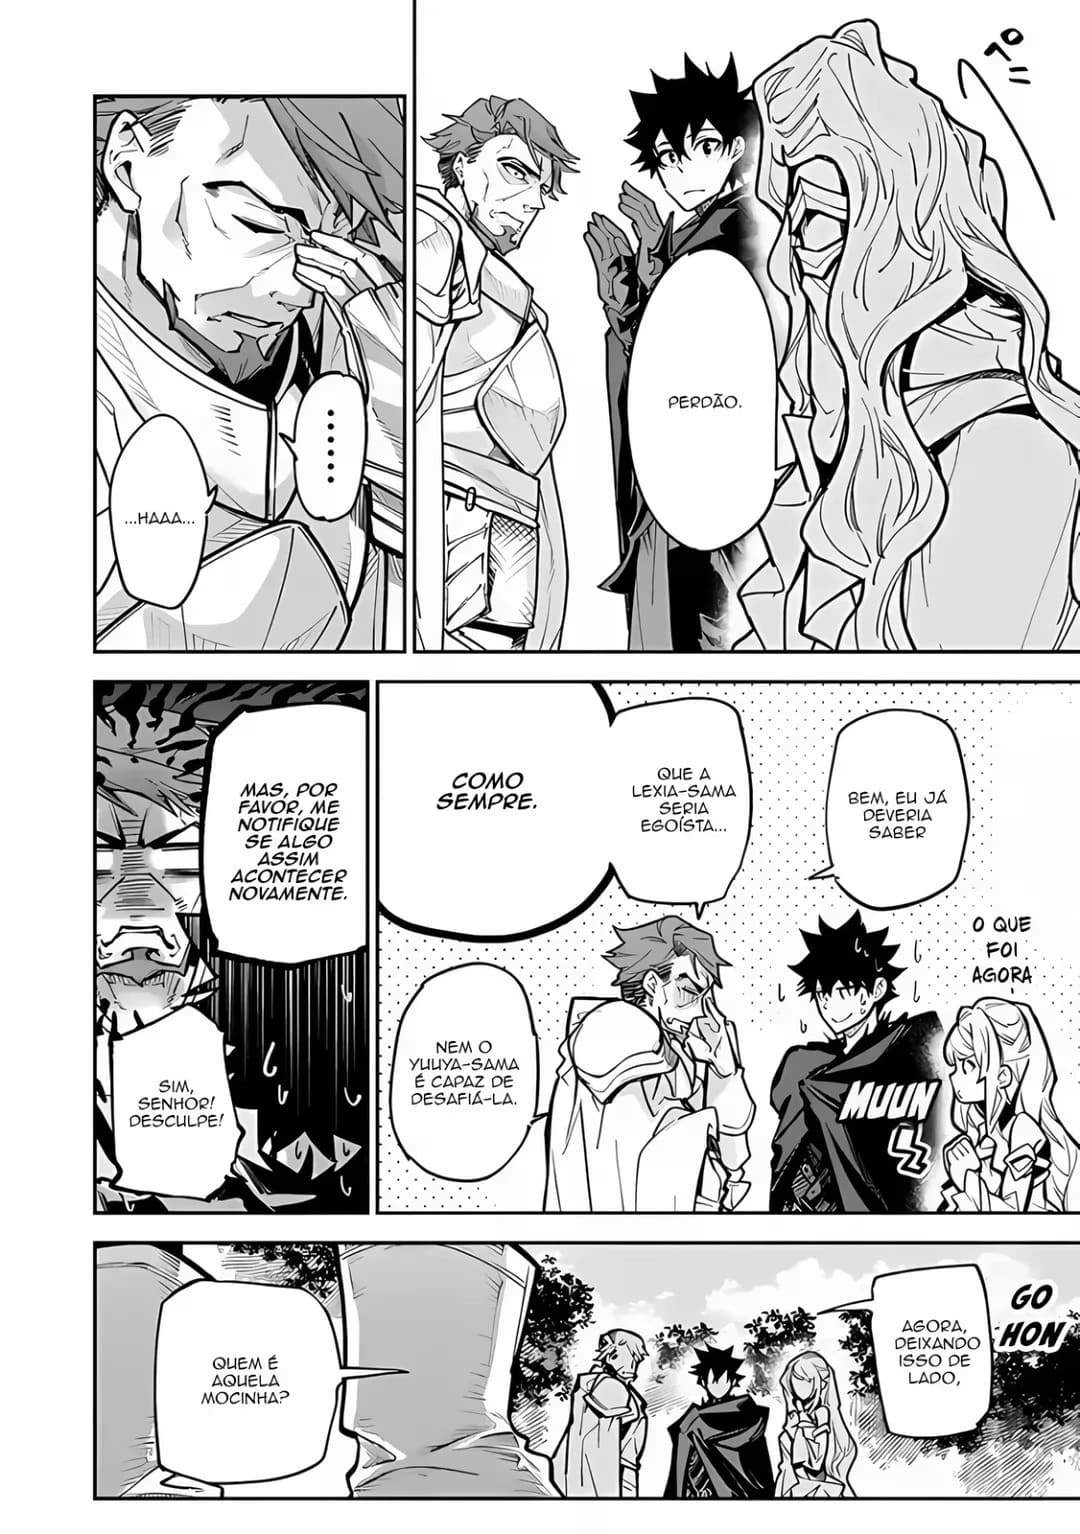 ペコ
PERDÃO.
......
...HAAA...
BEM, EU JÁ
DEVERIA
SABER
QUE A
LEXIA-SAMA
SERIA
EGOÍSTA...
COMO
SEMPRE.
O QUE
FOI
AGORA
MUUN
NEM O
YUUYA-SAMA
É CAPAZ DE
DESAFIÁ-LA.
MAS, POR
FAVOR, ME
NOTIFIQUE
SE ALGO
ASSIM
ACONTECER
NOVAMENTE.
SIM,
SENHOR!
DESCULPE!
GO
HON
AGORA,
DEIXANDO
ISSO DE
LADO,
QUEM É
AQUELA
MOCINHA?